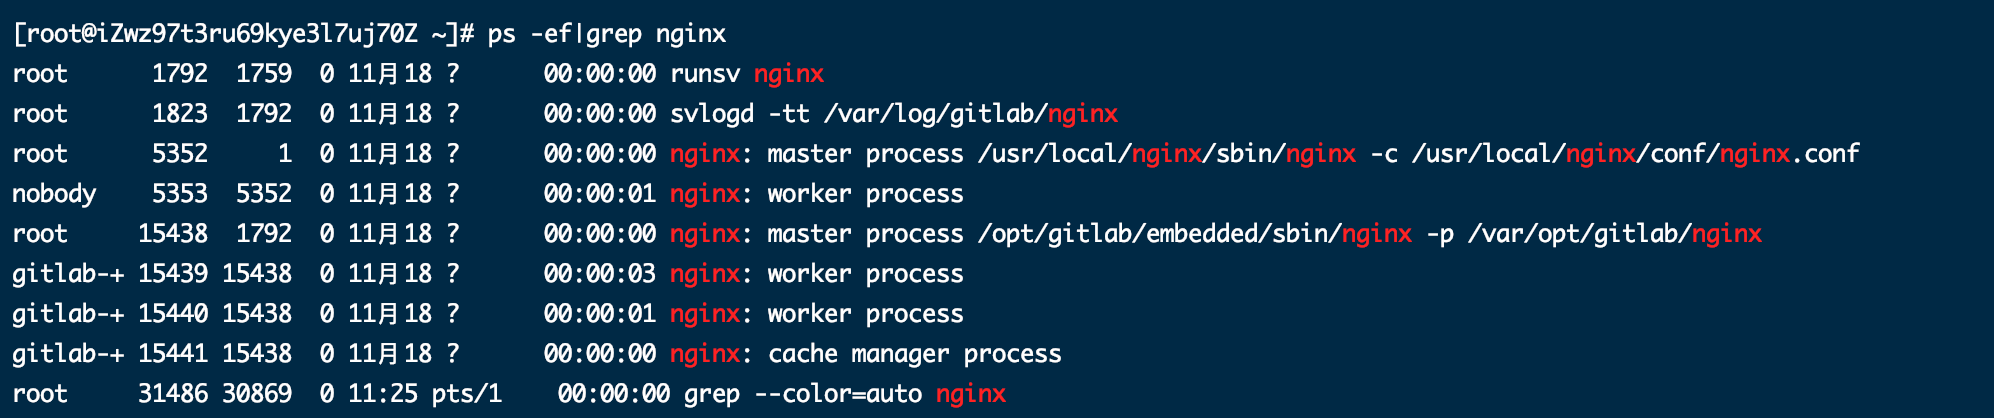 [root@iZwz97t3ru69kye3l7uj70Z ~]# ps -ef|grep nginx
root      1792  1759  0 11月18 ?      00:00:00 runsv nginx
root      1823  1792  0 11月18 ?      00:00:00 svlogd -tt /var/log/gitlab/nginx
root      5352     1  0 11月18 ?      00:00:00 nginx: master process /usr/local/nginx/sbin/nginx -c /usr/local/nginx/conf/nginx.conf
nobody    5353  5352  0 11月18 ?      00:00:01 nginx: worker process
root     15438  1792  0 11月18 ?      00:00:00 nginx: master process /opt/gitlab/embedded/sbin/nginx -p /var/opt/gitlab/nginx
gitlab-+ 15439 15438  0 11月18 ?      00:00:03 nginx: worker process
gitlab-+ 15440 15438  0 11月18 ?      00:00:01 nginx: worker process
gitlab-+ 15441 15438  0 11月18 ?      00:00:00 nginx: cache manager process
root     31486 30869  0 11:25 pts/1    00:00:00 grep --color=auto nginx